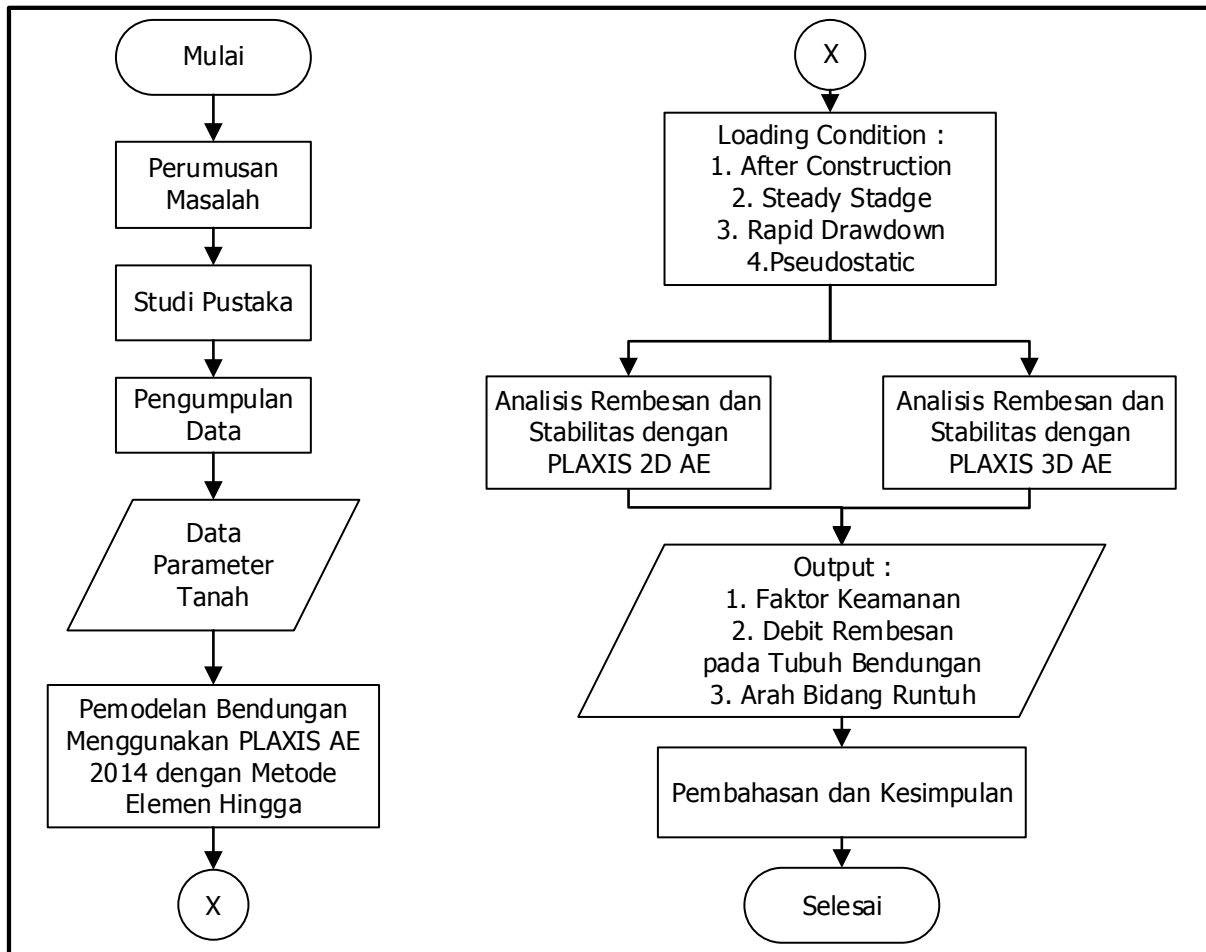 Mulai
Perumusan
Masalah
Studi Pustaka
Pengumpulan
Data
Data
Parameter
Tanah
Pemodelan Bendungan
Menggunakan PLAXIS AE
2014 dengan Metode
Elemen Hingga
X
X
Loading Condition :
1. After Construction
2. Steady Stadge
3. Rapid Drawdown
4.Pseudostatic
Analisis Rembesan dan
Stabilitas dengan
PLAXIS 2D AE
Analisis Rembesan dan
Stabilitas dengan
PLAXIS 3D AE
Output :
1. Faktor Keamanan
2. Debit Rembesan
pada Tubuh Bendungan
3. Arah Bidang Runtuh
Pembahasan dan Kesimpulan
Selesai